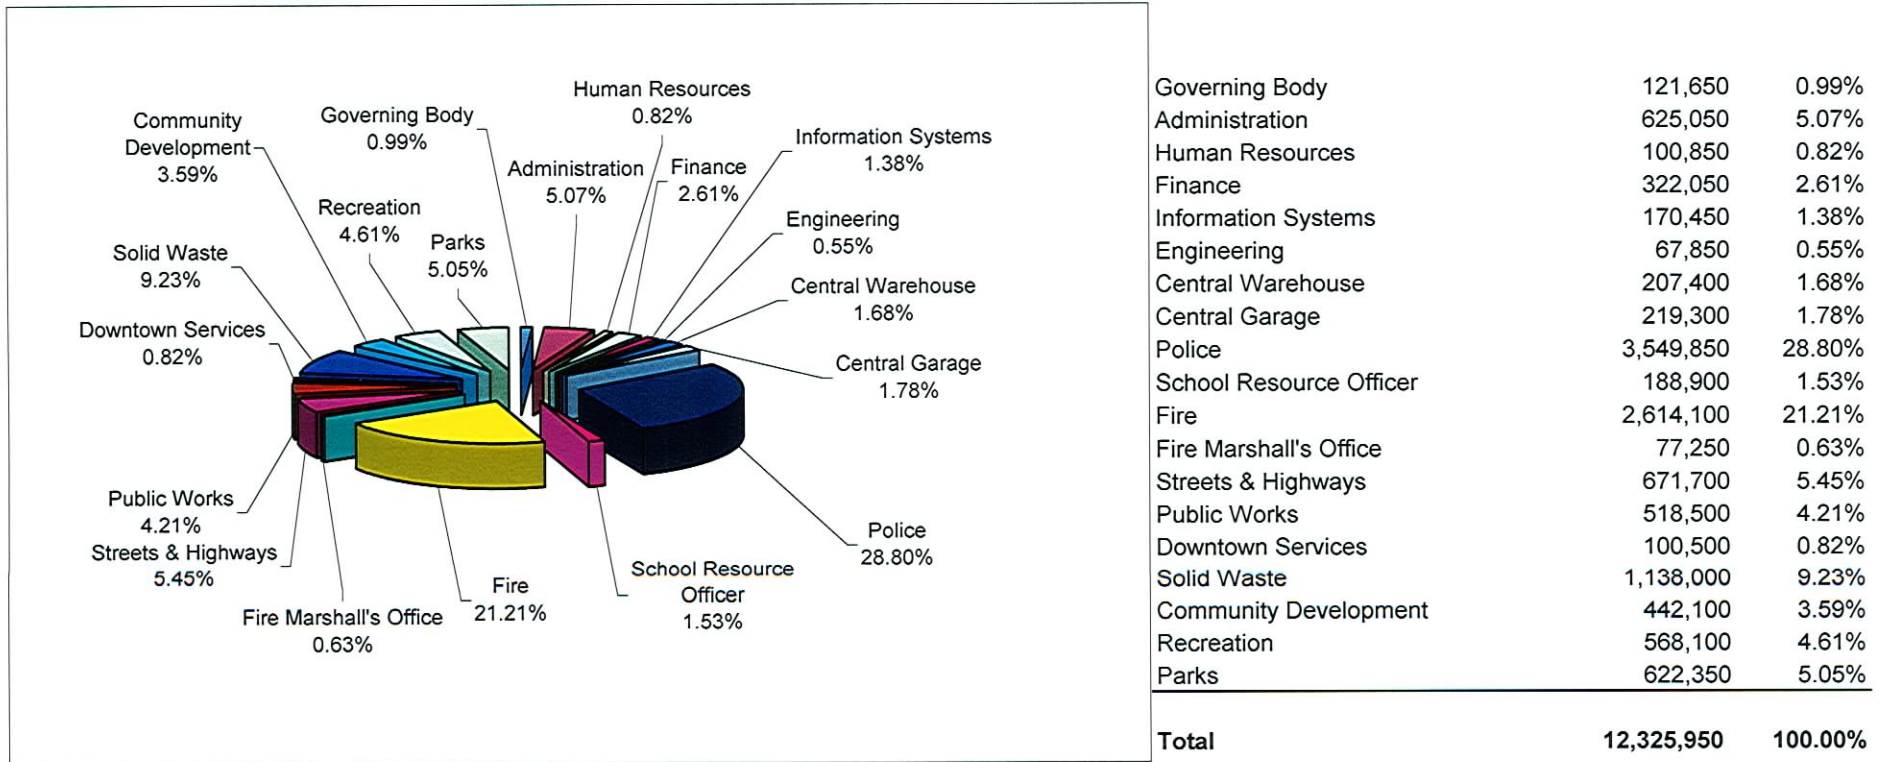 Human Resources
0.82%
Governing Body
0.99%
Community
Development
3.59%
Information Systems
1.38%
Administration
5.07%
Finance
2.61%
Recreation
4.61%
Engineering
0.55%
Parks
5.05%
Solid Waste
9.23%
Central Warehouse
1.68%
Downtown Services
0.82%
Central Garage
1.78%
Public Works
4.21%
Streets & Highways
5.45%
Police
28.80%
School Resource
Officer
1.53%
Fire
21.21%
Fire Marshall's Office
0.63%
Governing Body 121,650 0.99%
Administration 625,050 5.07%
Human Resources 100,850 0.82%
Finance 322,050 2.61%
Information Systems 170,450 1.38%
Engineering 67,850 0.55%
Central Warehouse 207,400 1.68%
Central Garage 219,300 1.78%
Police 3,549,850 28.80%
School Resource Officer 188,900 1.53%
Fire 2,614,100 21.21%
Fire Marshall's Office 77,250 0.63%
Streets & Highways 671,700 5.45%
Public Works 518,500 4.21%
Downtown Services 100,500 0.82%
Solid Waste 1,138,000 9.23%
Community Development 442,100 3.59%
Recreation 568,100 4.61%
Parks 622,350 5.05%
Total 12,325,950 100.00%